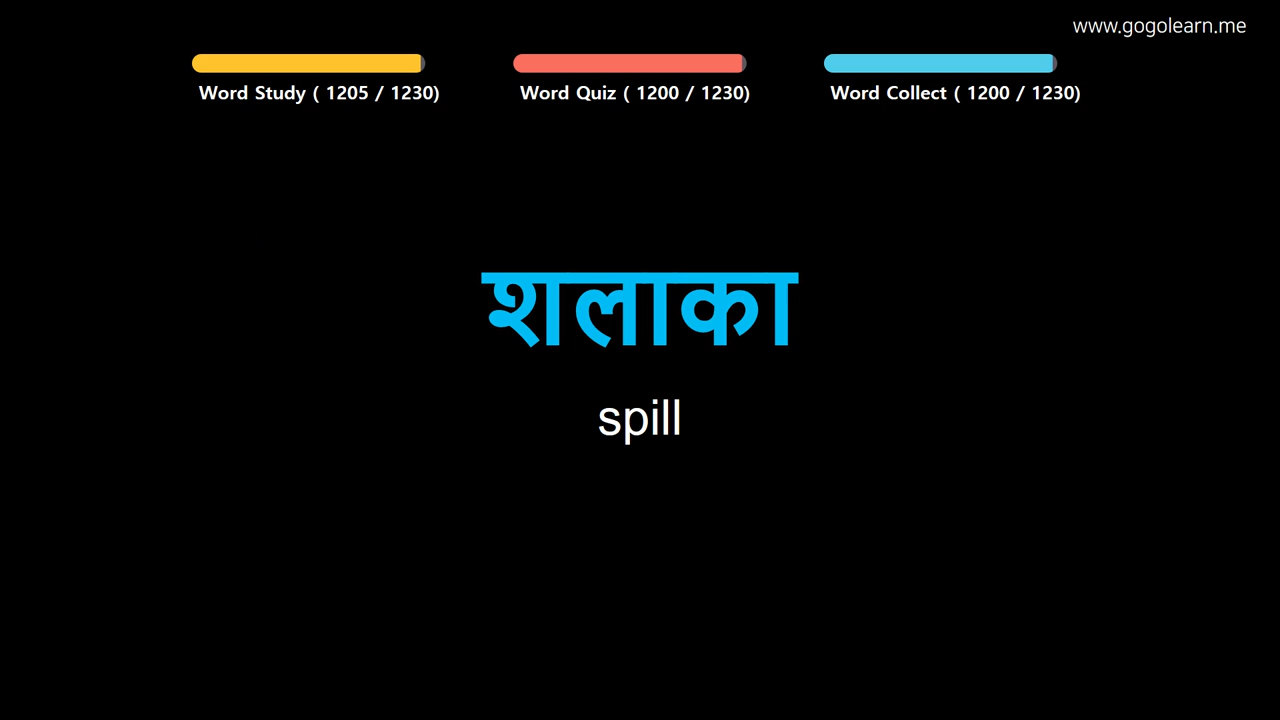 www.gogolearn.me
Word Study ( 1205 / 1230)
Word Quiz ( 1200 / 1230)
Word Collect ( 1200 / 1230)
शलाका
spill